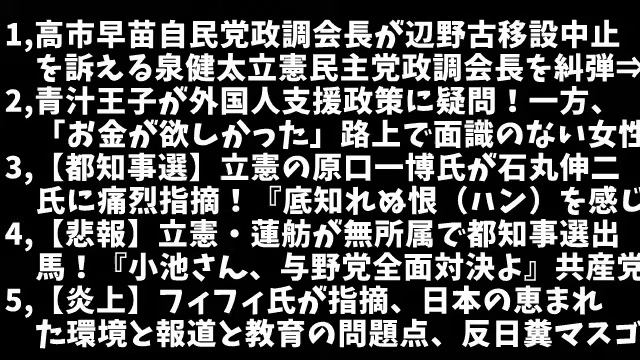 1,高市早苗自民党政調会長が辺野古移設中止
を訴える泉健太立憲民主党政調会長を糾弾⇒
2,青汁王子が外国人支援政策に疑問！一方、
「お金が欲しかった」路上で面識のない女性
3,【都知事選】立憲の原口一博氏が石丸伸二
氏に痛烈指摘！『底知れぬ恨（ハン）を感じ
4,【悲報】立憲・蓮舫が無所属で都知事選出
馬！『小池さん、与野党全面対決よ』共産党
5,【炎上】フィフィ氏が指摘、日本の恵まれ
た環境と報道と教育の問題点、反日糞マスゴ